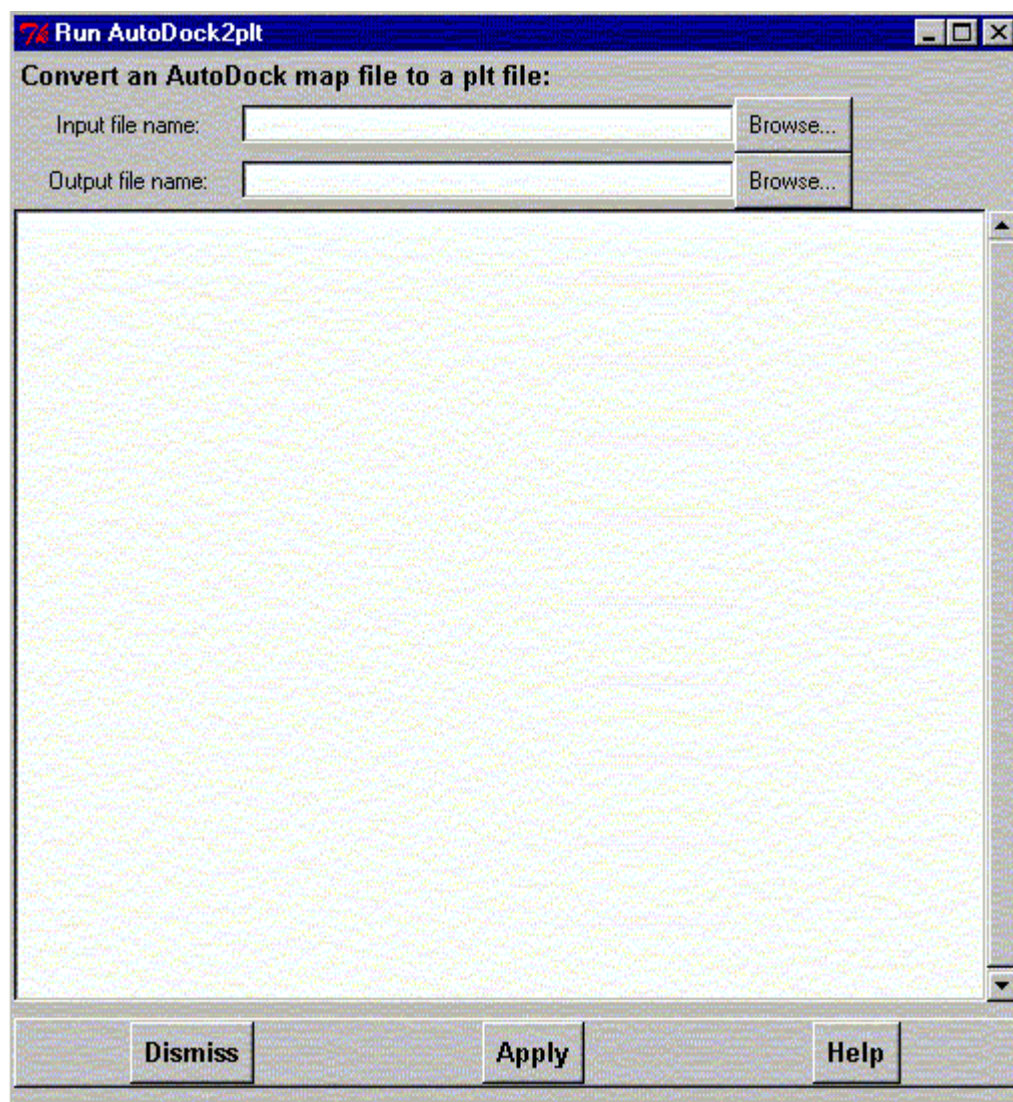 Run AutoDock2plt
Convert an AutoDock map file to a plt file:
Input file name: Browse...
Output file name: Browse...
Dismiss Apply Help